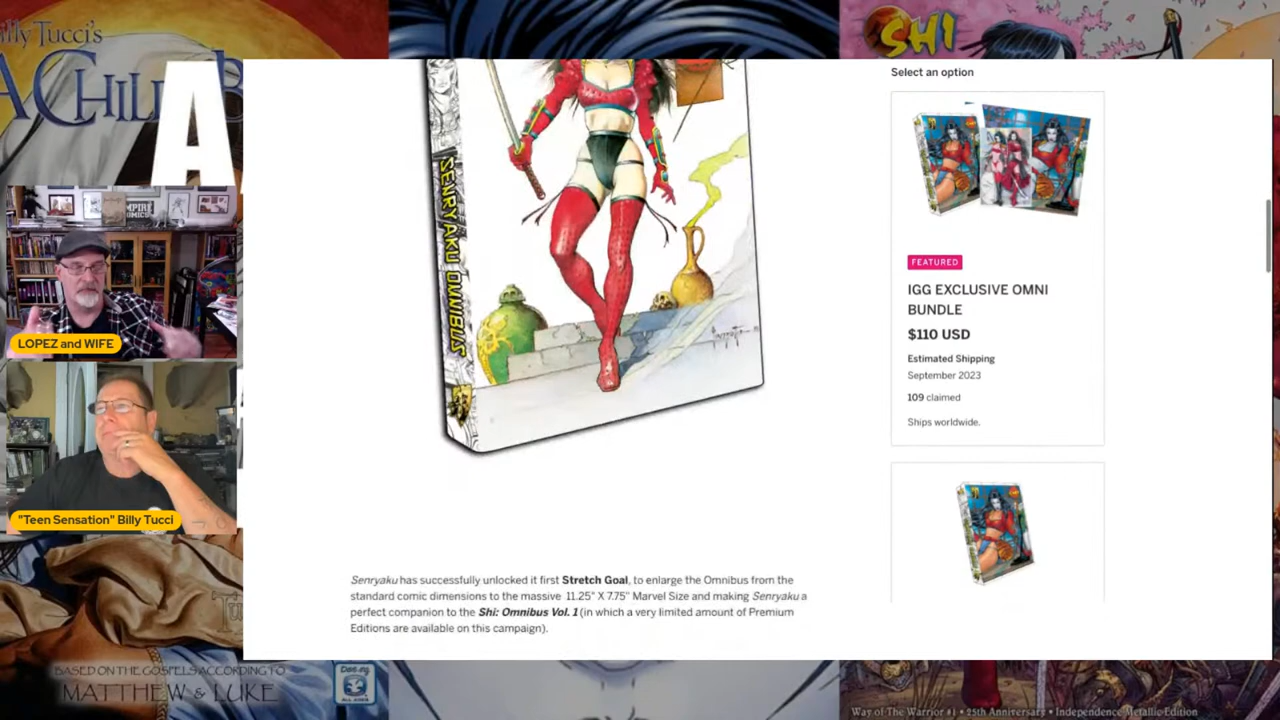 illy Tucci's
A CHILD
A
SHI
EMPIRE
COMICS
LOPEZ and WIFE
"Teen Sensation" Billy Tucci
SENRYAKU OMNIBUS
Select an option
FEATURED
IGG EXCLUSIVE OMNI
BUNDLE
$110 USD
Estimated Shipping
September 2023
109 claimed
Ships worldwide.
Senryaku has successfully unlocked it first Stretch Goal, to enlarge the Omnibus from the
standard comic dimensions to the massive 11.25" X 7.75" Marvel Size and making Senryaku a
perfect companion to the Shi: Omnibus Vol. 1 (in which a very limited amount of Premium
Editions are available on this campaign).
BASED ON THE GOSPELS ACCORDING TO
MATTHEW & LUKE
ALL AGES
Way of The Warrior #1 • 25th Anniversary • Independence Metallic Edition